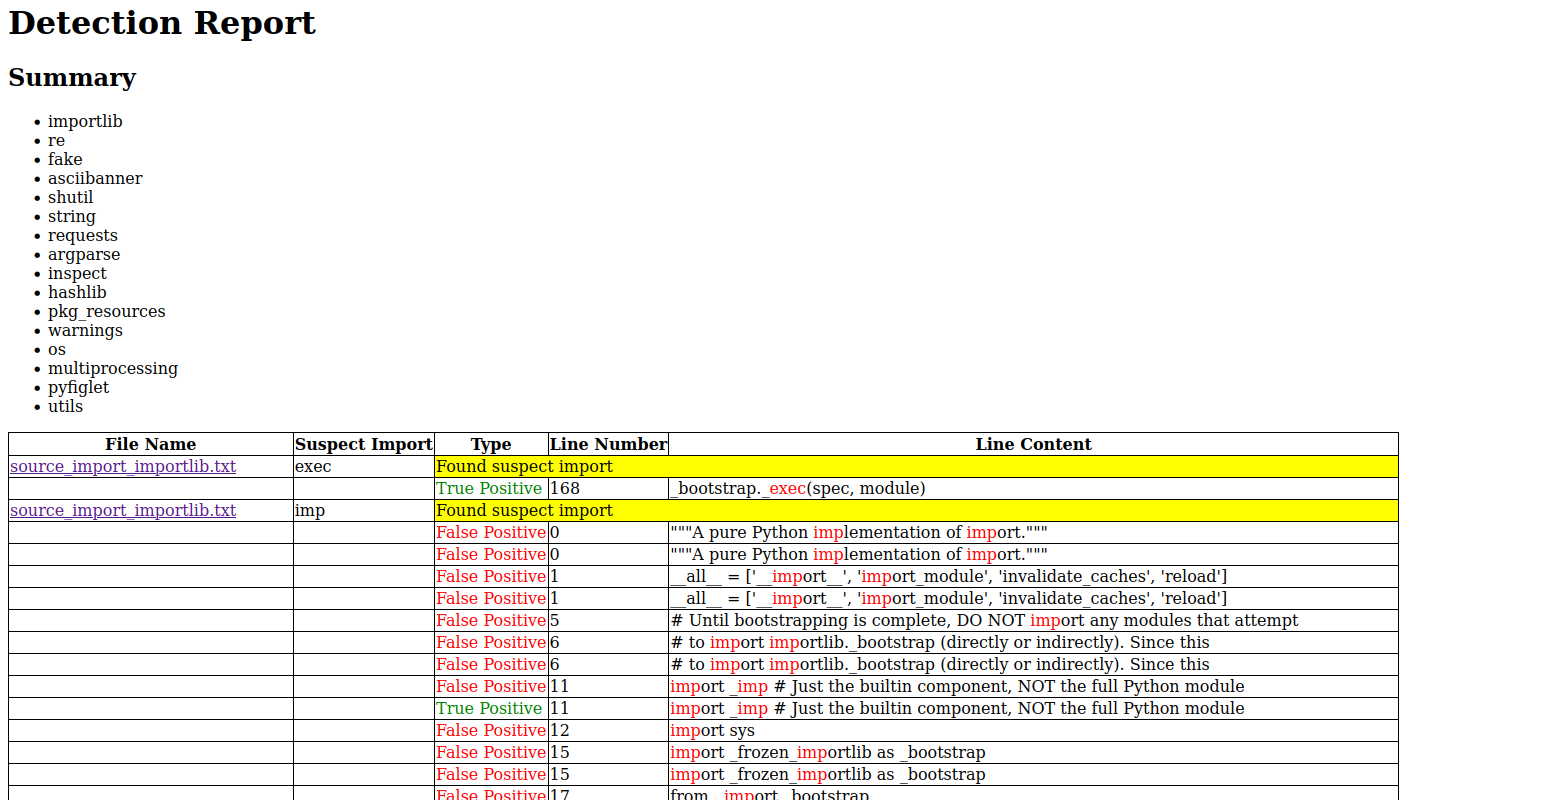 Detection Report
Summary
importlib
re
fake
asciibanner
shutil
string
requests
argparse
inspect
hashlib
pkg_resources
warnings
os
multiprocessing
pyfiglet
utils
File Name Suspect Import Type Line Number Line Content
source_import_importlib.txt exec Found suspect import
True Positive 168 _bootstrap._exec(spec, module)
source_import_importlib.txt imp Found suspect import
False Positive 0 """A pure Python implementation of import."""
False Positive 0 """A pure Python implementation of import."""
False Positive 1 __all__ = ['__import__', 'import_module', 'invalidate_caches', 'reload']
False Positive 1 __all__ = ['__import__', 'import_module', 'invalidate_caches', 'reload']
False Positive 5 # Until bootstrapping is complete, DO NOT import any modules that attempt
False Positive 6 # to import importlib._bootstrap (directly or indirectly). Since this
False Positive 6 # to import importlib._bootstrap (directly or indirectly). Since this
False Positive 11 import _imp # Just the builtin component, NOT the full Python module
True Positive 11 import _imp # Just the builtin component, NOT the full Python module
False Positive 12 import sys
False Positive 15 import _frozen_importlib as _bootstrap
False Positive 15 import _frozen_importlib as _bootstrap
False Positive 17 from . import _bootstrap